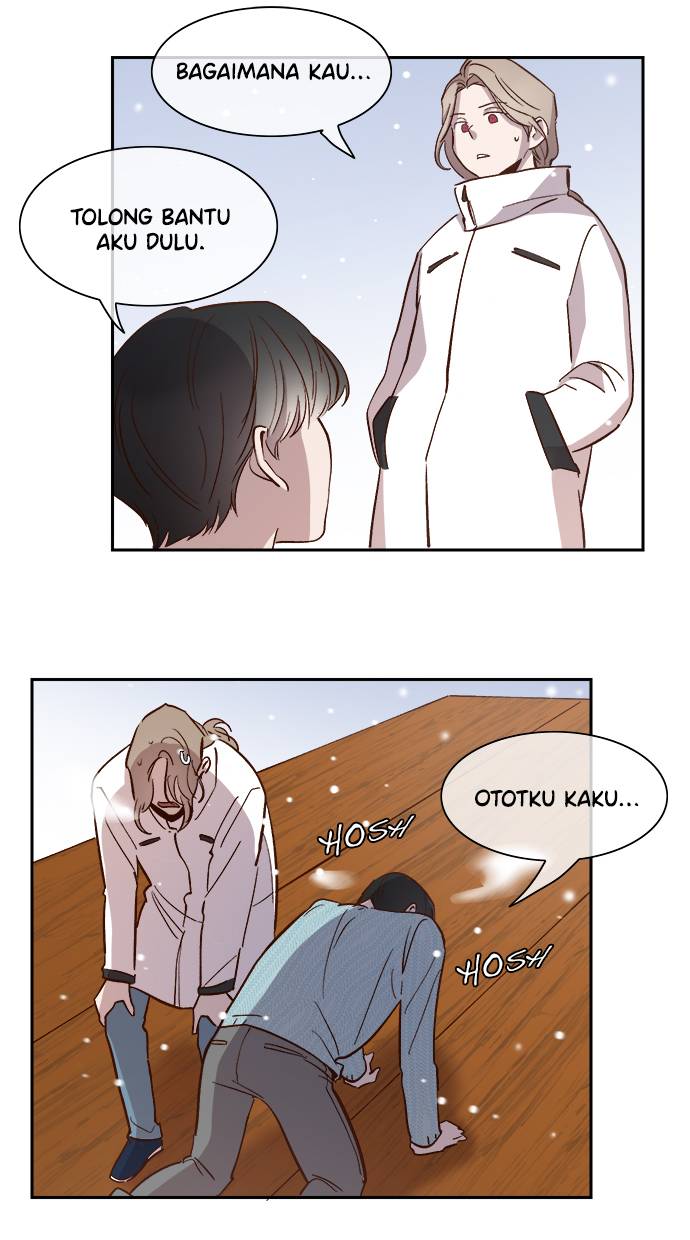 BAGAIMANA KAU...
TOLONG BANTU
AKU DULU.
OTOTKU KAKU...
HOSH
HOSH